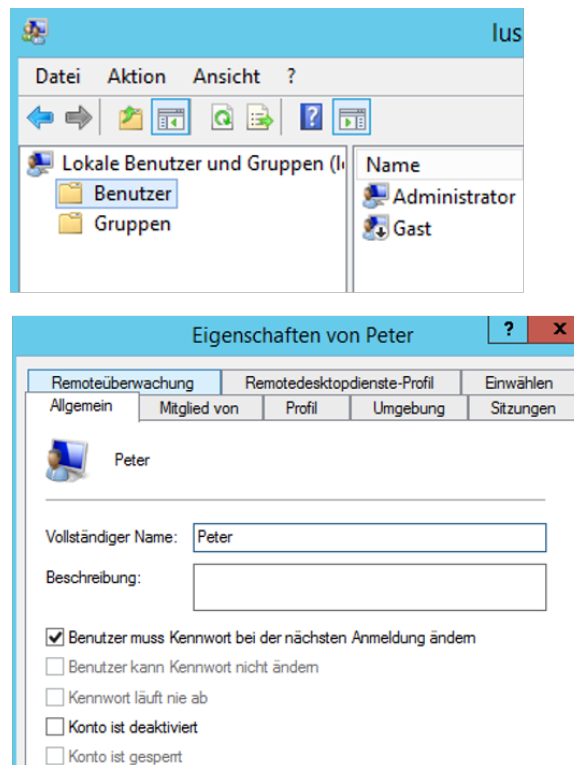 lus
Datei Aktion Ansicht ?
Lokale Benutzer und Gruppen
Benutzer
Gruppen
Name
Administrator
Gast
Eigenschaften von Peter
? x
Remoteüberwachung Remotedesktopdienste-Profil Einwählen
Allgemein Mitglied von Profil Umgebung Sitzungen
Peter
Vollständiger Name: Peter
Beschreibung:
Benutzer muss Kennwort bei der nächsten Anmeldung ändern
Benutzer kann Kennwort nicht ändern
Kennwort läuft nie ab
Konto ist deaktiviert
Konto ist gesperrt